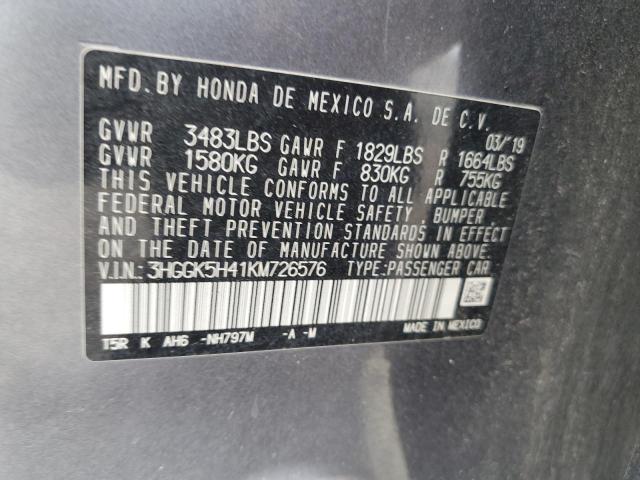 MFD. BY HONDA DE MEXICO S.A. DE C.V.
03/'19
GVWR 3483LBS GAWR F 1829LBS R 1664LBS
GVWR 1580KG GAWR F 830KG R 755KG
THIS VEHICLE CONFORMS TO ALL APPLICABLE
FEDERAL MOTOR VEHICLE SAFETY, BUMPER,
AND THEFT PREVENTION STANDARDS IN EFFECT
ON THE DATE OF MANUFACTURE SHOWN ABOVE.
V.I.N.: 3HGGK5H41KM726576 TYPE:PASSENGER CAR
T5R K AH6 -NH797M -A -M MADE IN MEXICO